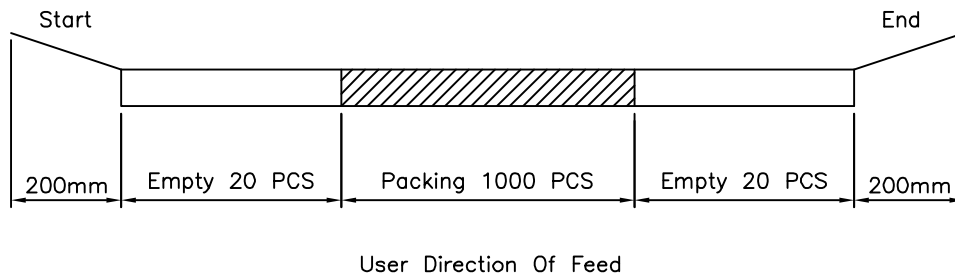 Start End
200mm Empty 20 PCS Packing 1000 PCS Empty 20 PCS 200mm
User Direction Of Feed